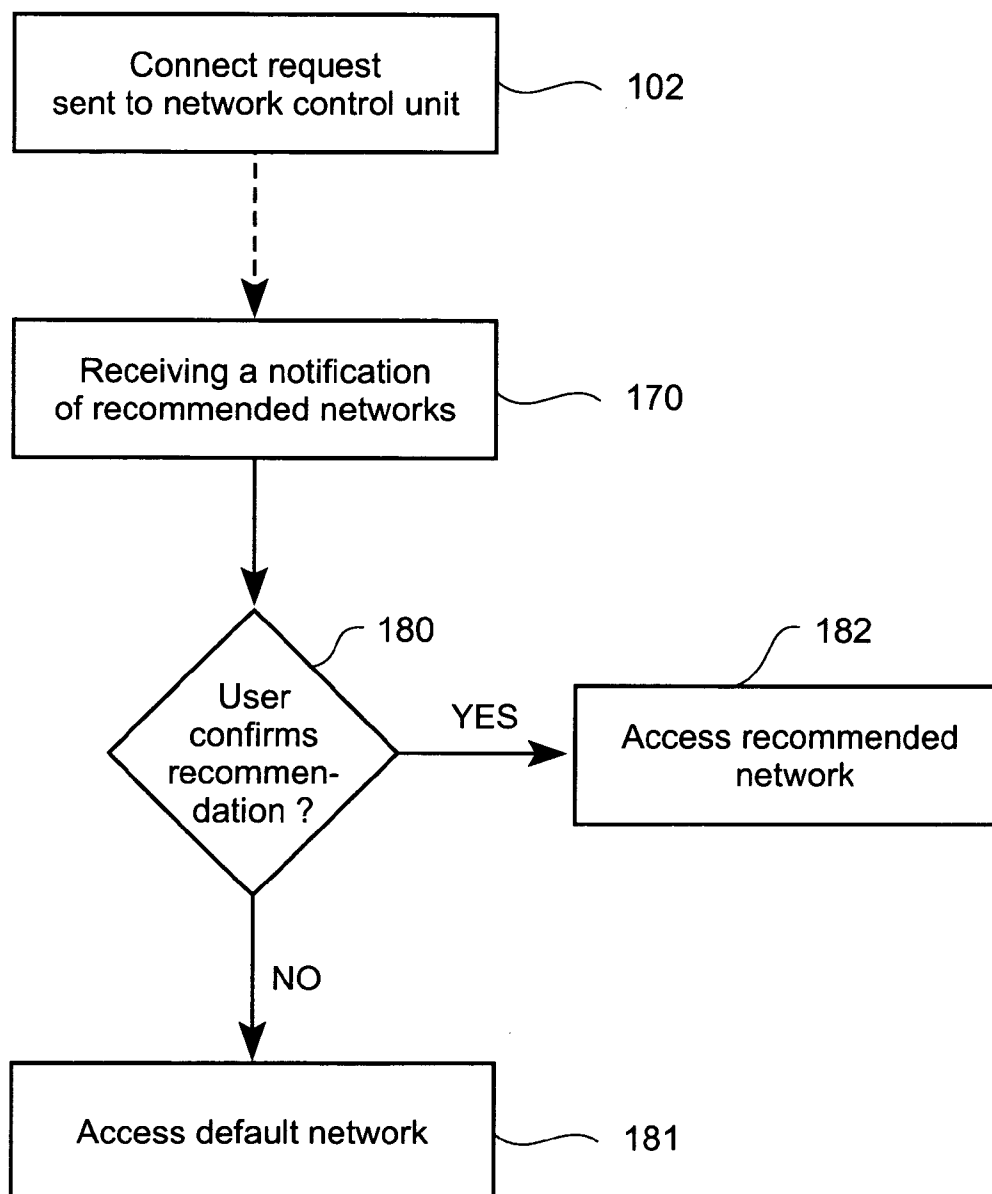 Connect request
sent to network control unit
102
Receiving a notification
of recommended networks
170
180
User
confirms
recommen-
dation ?
YES
182
Access recommended
network
NO
Access default network
181